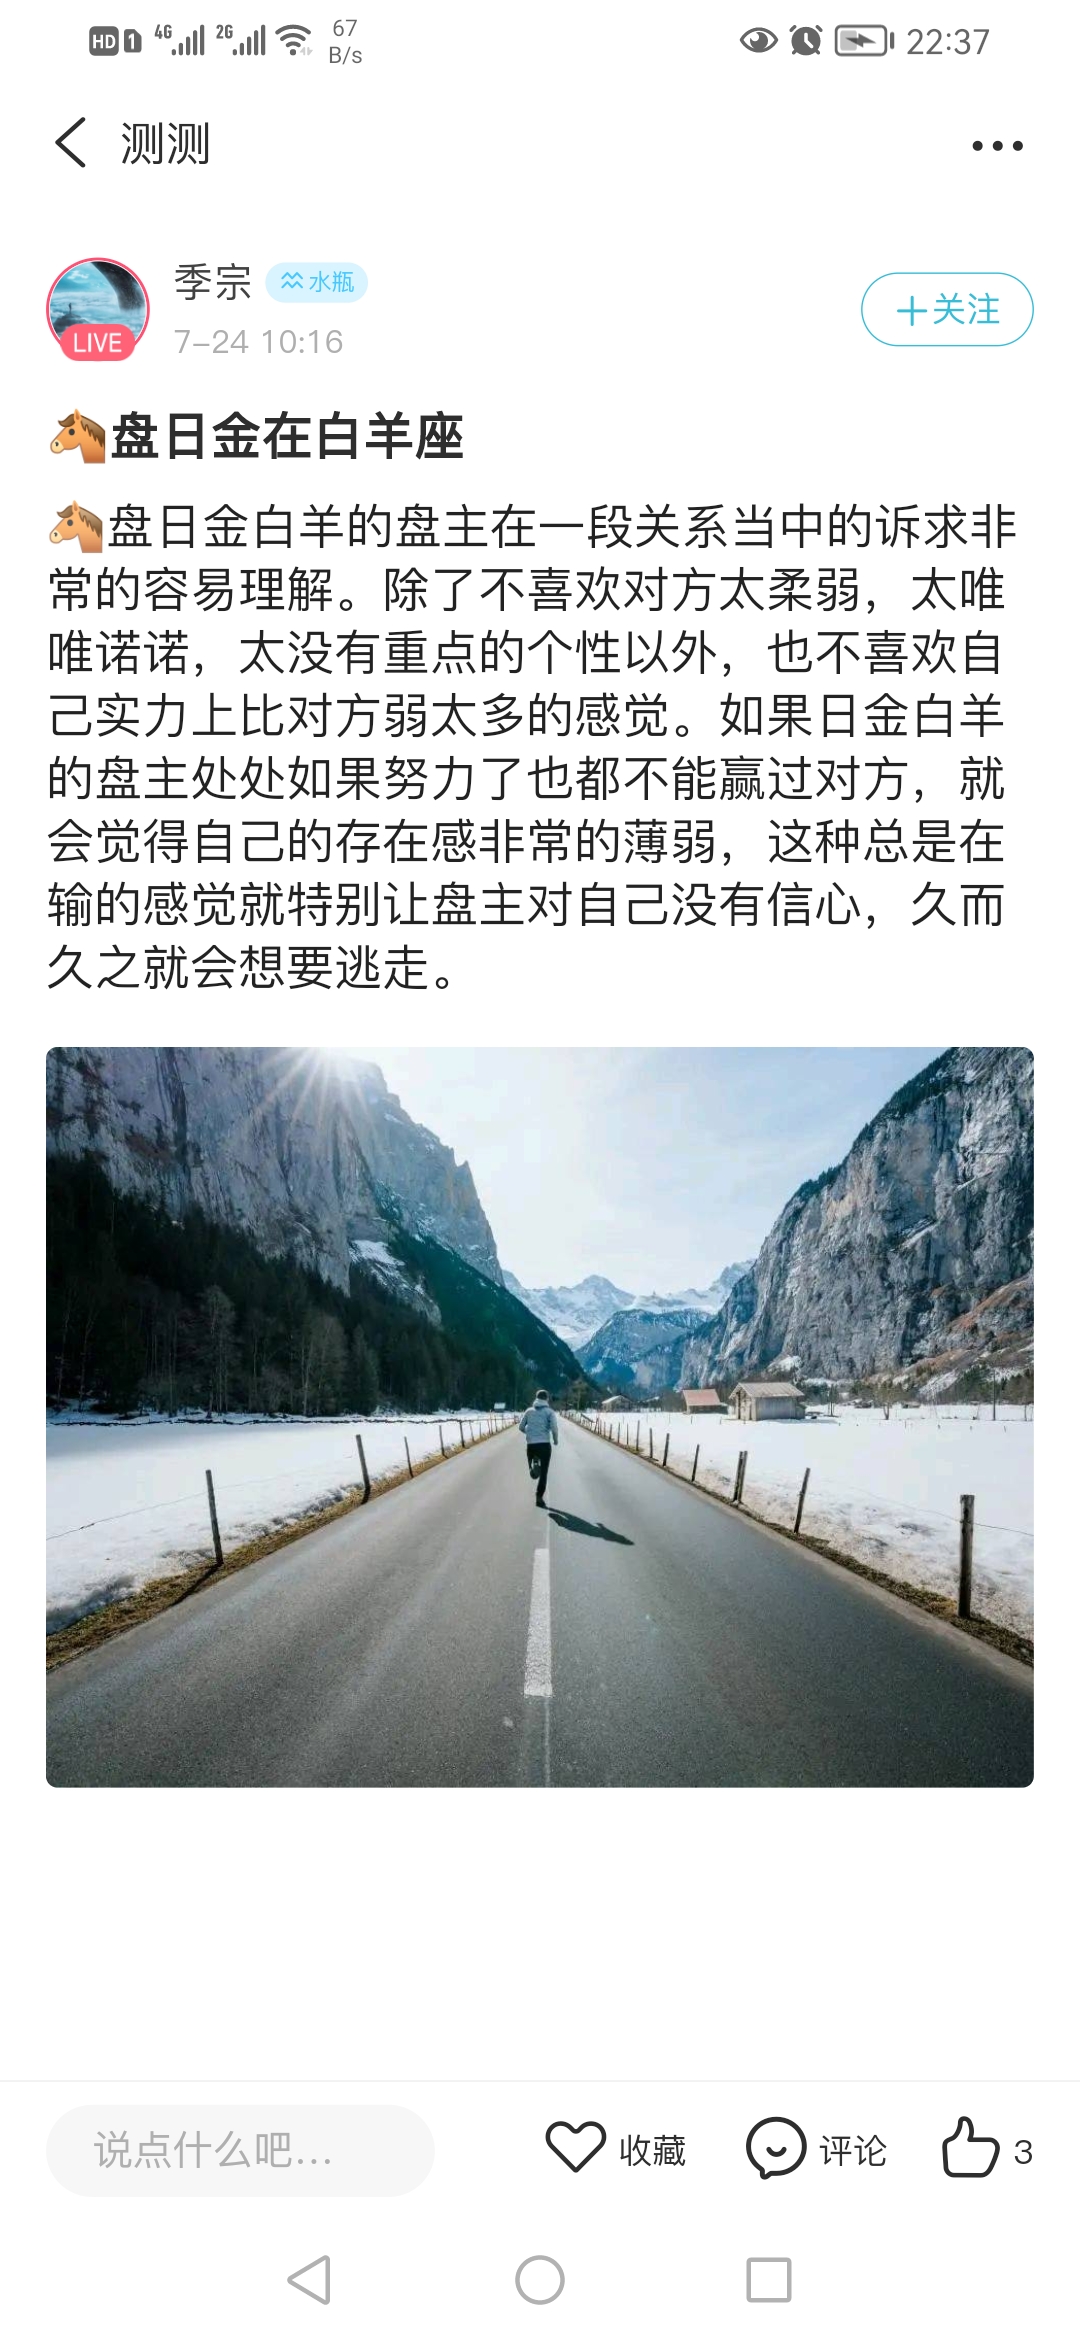 HD 1 4G 2G 67 B/s 22:37
测测
季宗 水瓶
LIVE 7-24 10:16
+关注
🐴盘日金在白羊座
🐴盘日金白羊的盘主在一段关系当中的诉求非
常的容易理解。除了不喜欢对方太柔弱，太唯
唯诺诺，太没有重点的个性以外，也不喜欢自
己实力上比对方弱太多的感觉。如果日金白羊
的盘主处处如果努力了也都不能赢过对方，就
会觉得自己的存在感非常的薄弱，这种总是在
输的感觉就特别让盘主对自己没有信心，久而
久之就会想要逃走。
说点什么吧... 收藏 评论 3